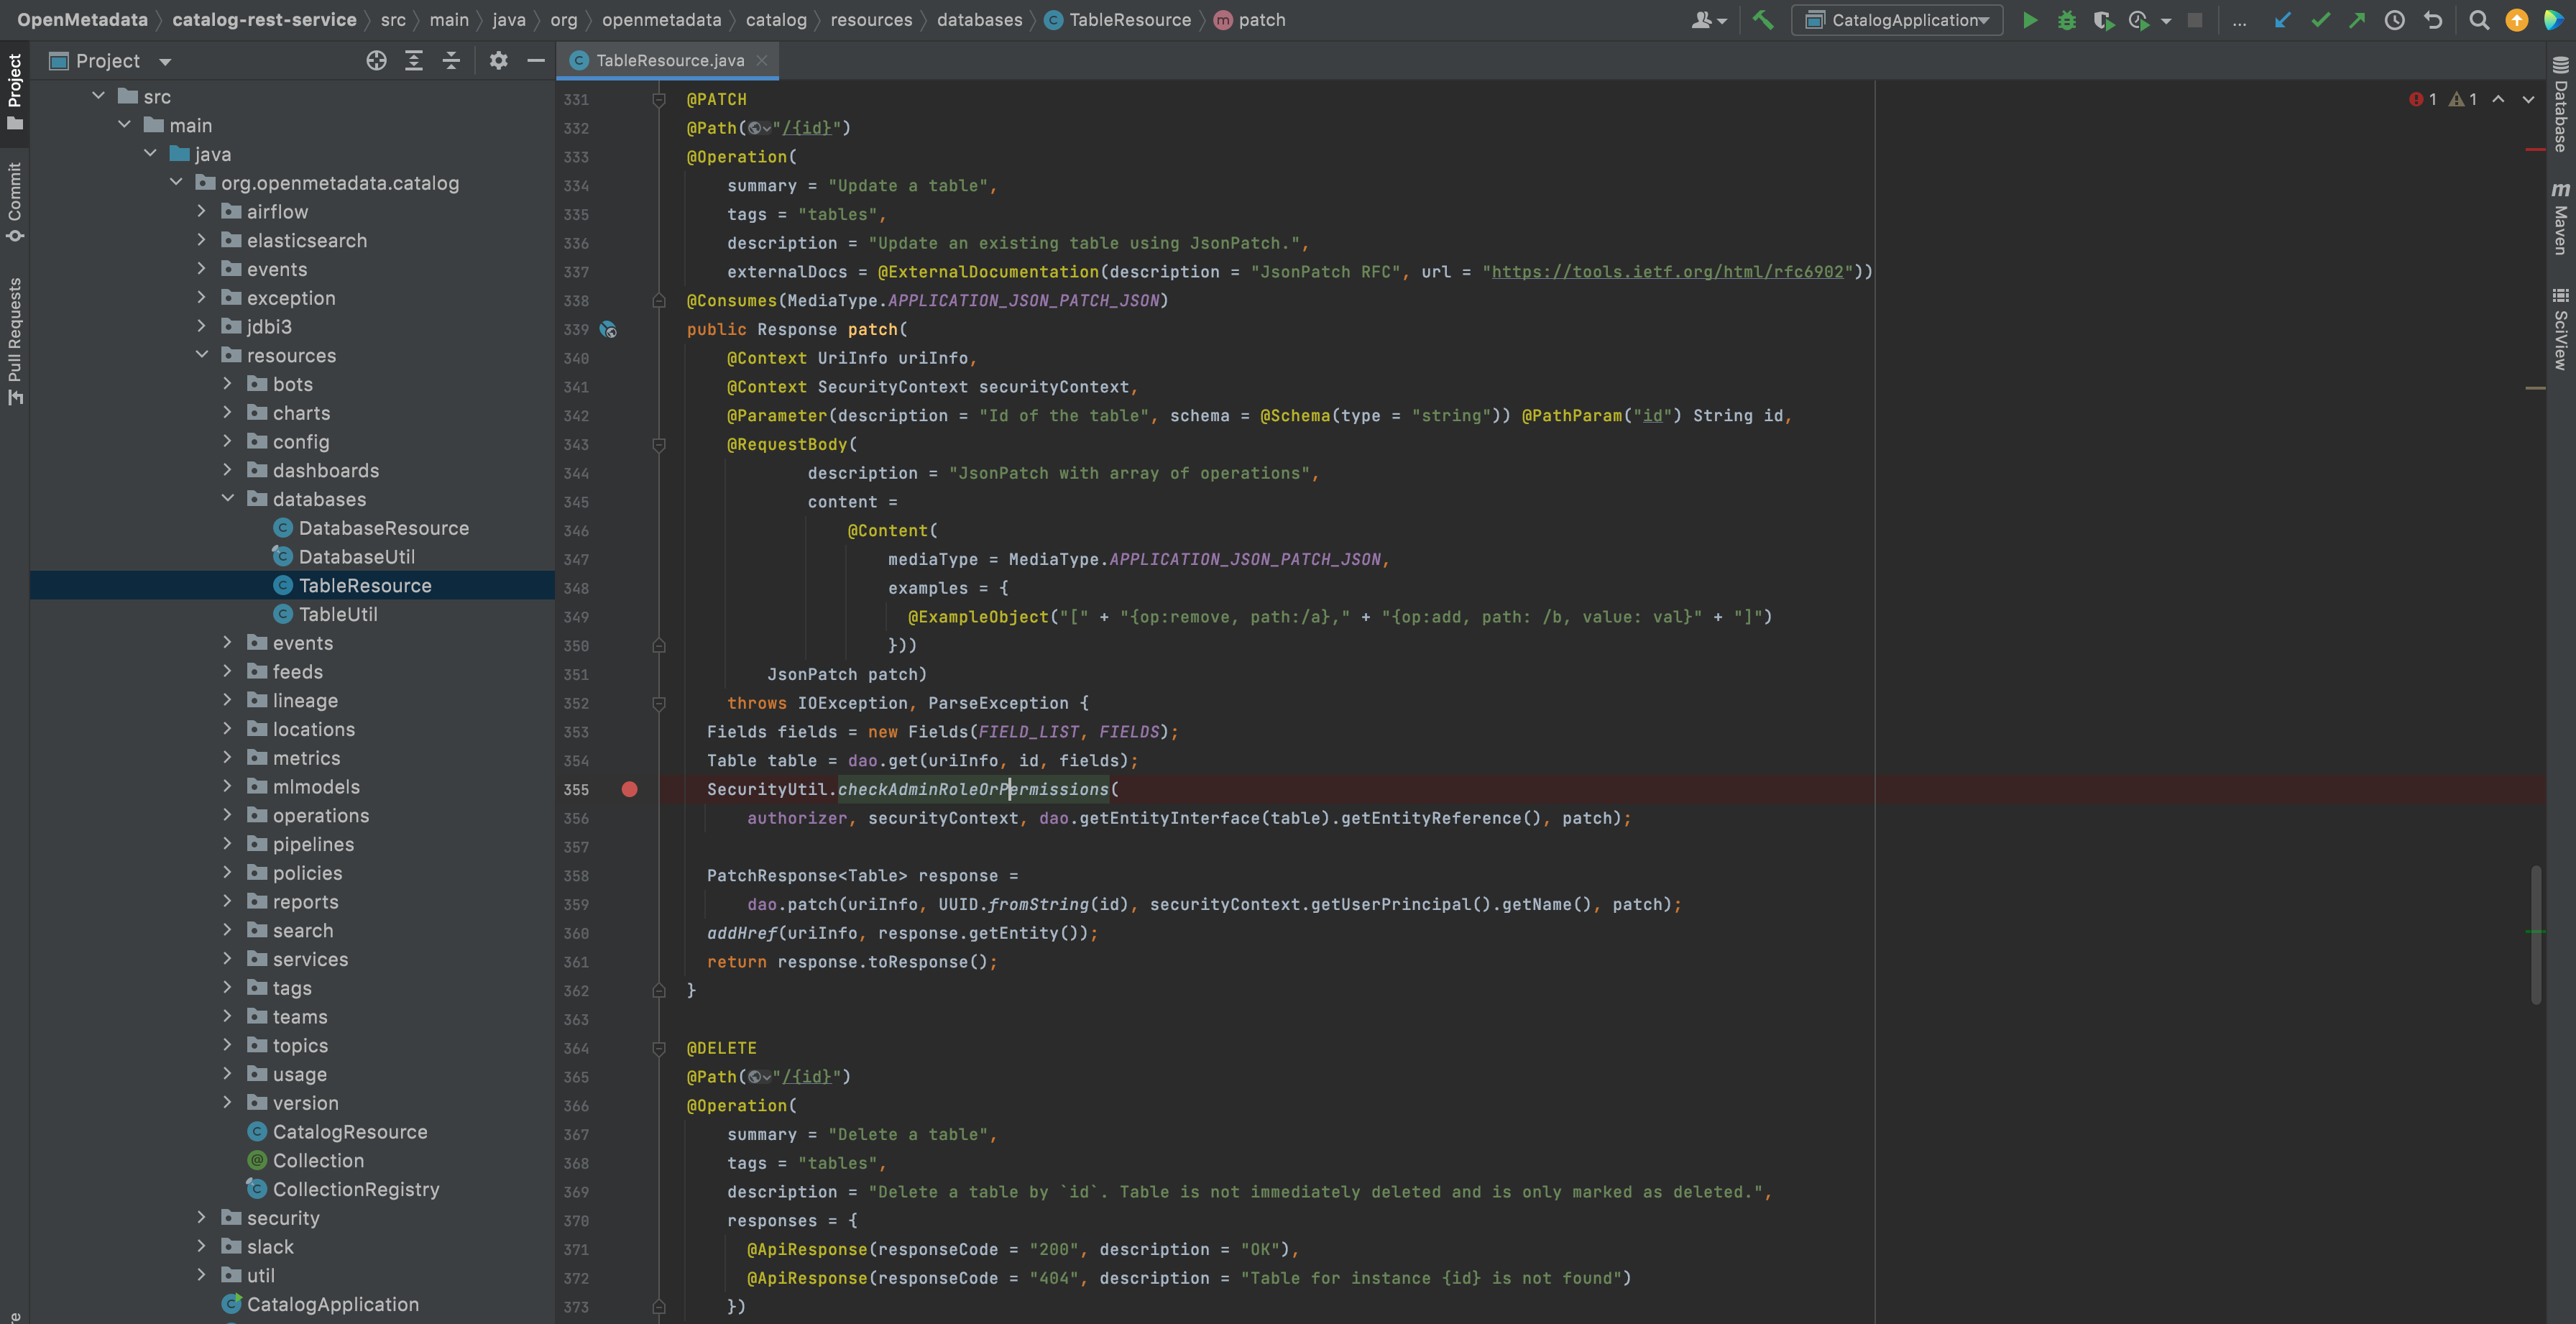 OpenMetadata catalog-rest-service src main java org openmetadata catalog resources databases TableResource patch CatalogApplication ...
Project
TableResource.java
Project
Commit
Pull Requests
src
main
java
org.openmetadata.catalog
airflow
elasticsearch
events
exception
jdbi3
resources
bots
charts
config
dashboards
databases
DatabaseResource
DatabaseUtil
TableResource
TableUtil
events
feeds
lineage
locations
metrics
mlmodels
operations
pipelines
policies
reports
search
services
tags
teams
topics
usage
version
CatalogResource
Collection
CollectionRegistry
security
slack
util
CatalogApplication
331 @PATCH
332 @Path("/{id}")
333 @Operation(
334 summary = "Update a table",
335 tags = "tables",
336 description = "Update an existing table using JsonPatch.",
337 externalDocs = @ExternalDocumentation(description = "JsonPatch RFC", url = "https://tools.ietf.org/html/rfc6902"))
338 @Consumes(MediaType.APPLICATION_JSON_PATCH_JSON)
339 public Response patch(
340 @Context UriInfo uriInfo,
341 @Context SecurityContext securityContext,
342 @Parameter(description = "Id of the table", schema = @Schema(type = "string")) @PathParam("id") String id,
343 @RequestBody(
344 description = "JsonPatch with array of operations",
345 content =
346 @Content(
347 mediaType = MediaType.APPLICATION_JSON_PATCH_JSON,
348 examples = {
349 @ExampleObject("[" + "{op:remove, path:/a}," + "{op:add, path: /b, value: val}" + "]")
350 }))
351 JsonPatch patch)
352 throws IOException, ParseException {
353 Fields fields = new Fields(FIELD_LIST, FIELDS);
354 Table table = dao.get(uriInfo, id, fields);
355 SecurityUtil.checkAdminRoleOrPermissions(
356 authorizer, securityContext, dao.getEntityInterface(table).getEntityReference(), patch);
357
358 PatchResponse<Table> response =
359 dao.patch(uriInfo, UUID.fromString(id), securityContext.getUserPrincipal().getName(), patch);
360 addHref(uriInfo, response.getEntity());
361 return response.toResponse();
362 }
363
364 @DELETE
365 @Path("/{id}")
366 @Operation(
367 summary = "Delete a table",
368 tags = "tables",
369 description = "Delete a table by `id`. Table is not immediately deleted and is only marked as deleted.",
370 responses = {
371 @ApiResponse(responseCode = "200", description = "OK"),
372 @ApiResponse(responseCode = "404", description = "Table for instance {id} is not found")
373 })
1 1
Database
Maven
SciView